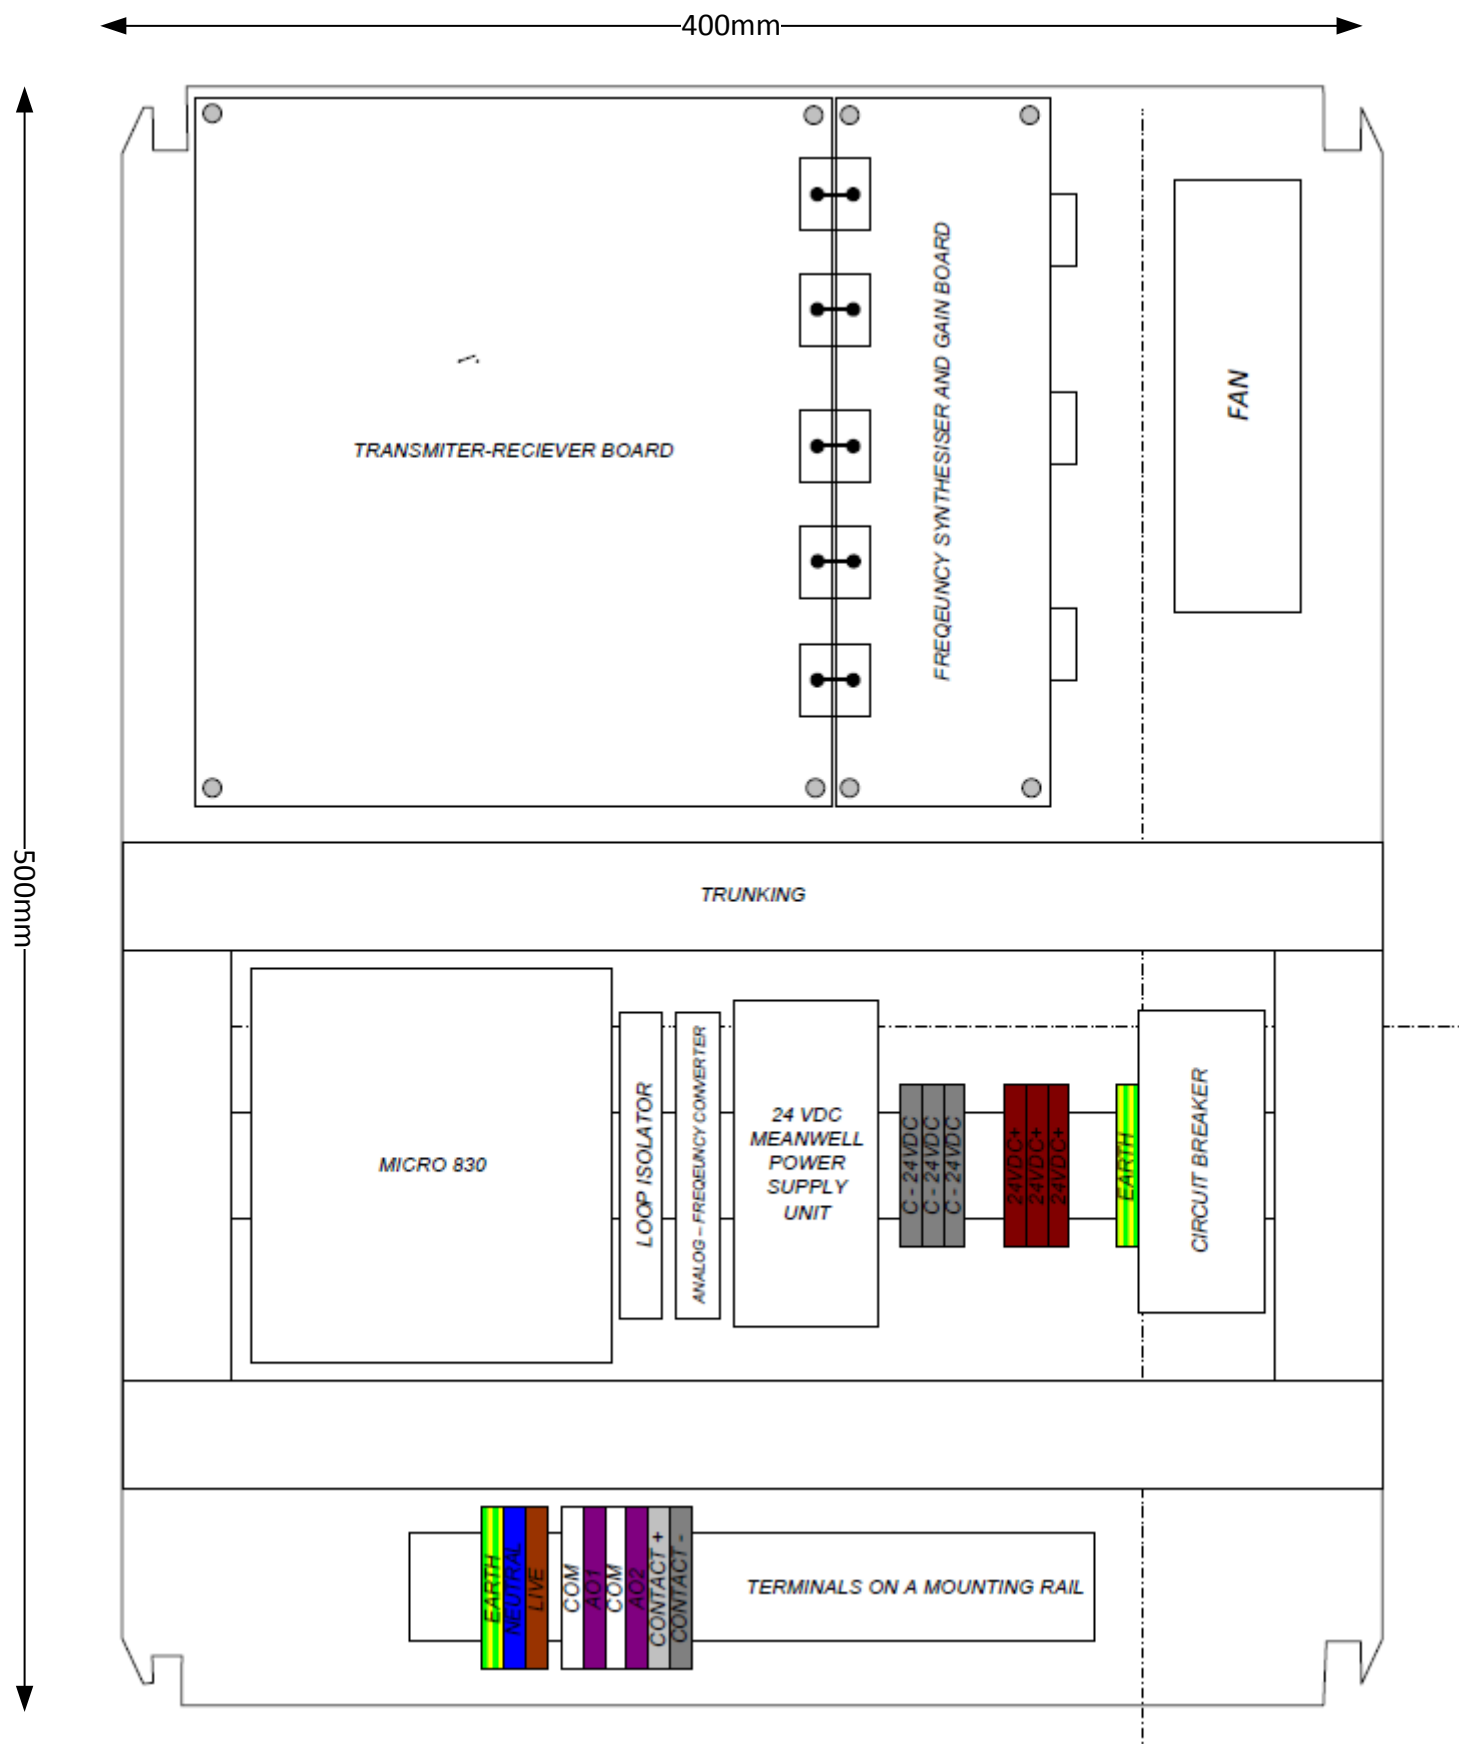 400mm
500mm
TRANSMITER-RECIEVER BOARD
FREQEUNCY SYNTHESISER AND GAIN BOARD
FAN
TRUNKING
MICRO 830
LOOP ISOLATOR
ANALOG – FREQEUNCY CONVERTER
24 VDC
MEANWELL
POWER
SUPPLY
UNIT
C - 24VDC
C - 24VDC
C - 24VDC
24VDC+
24VDC+
24VDC+
EARTH
CIRCUIT BREAKER
EARTH
NEUTRAL
LIVE
COM
AO1
COM
AO2
CONTACT +
CONTACT -
TERMINALS ON A MOUNTING RAIL